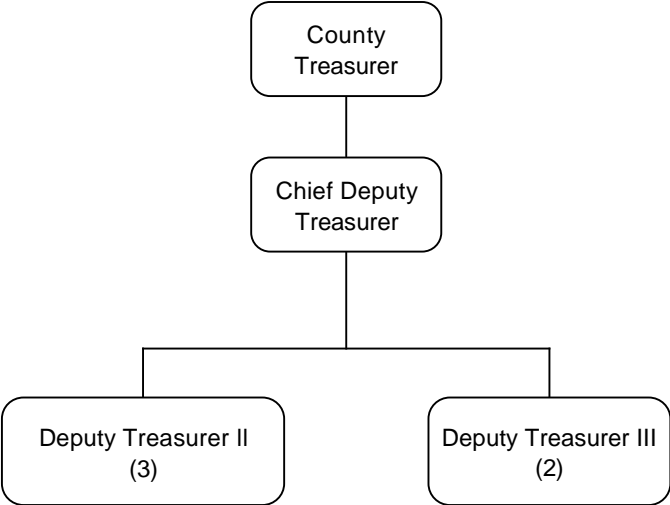 County
Treasurer
Chief Deputy
Treasurer
Deputy Treasurer II
(3)
Deputy Treasurer III
(2)